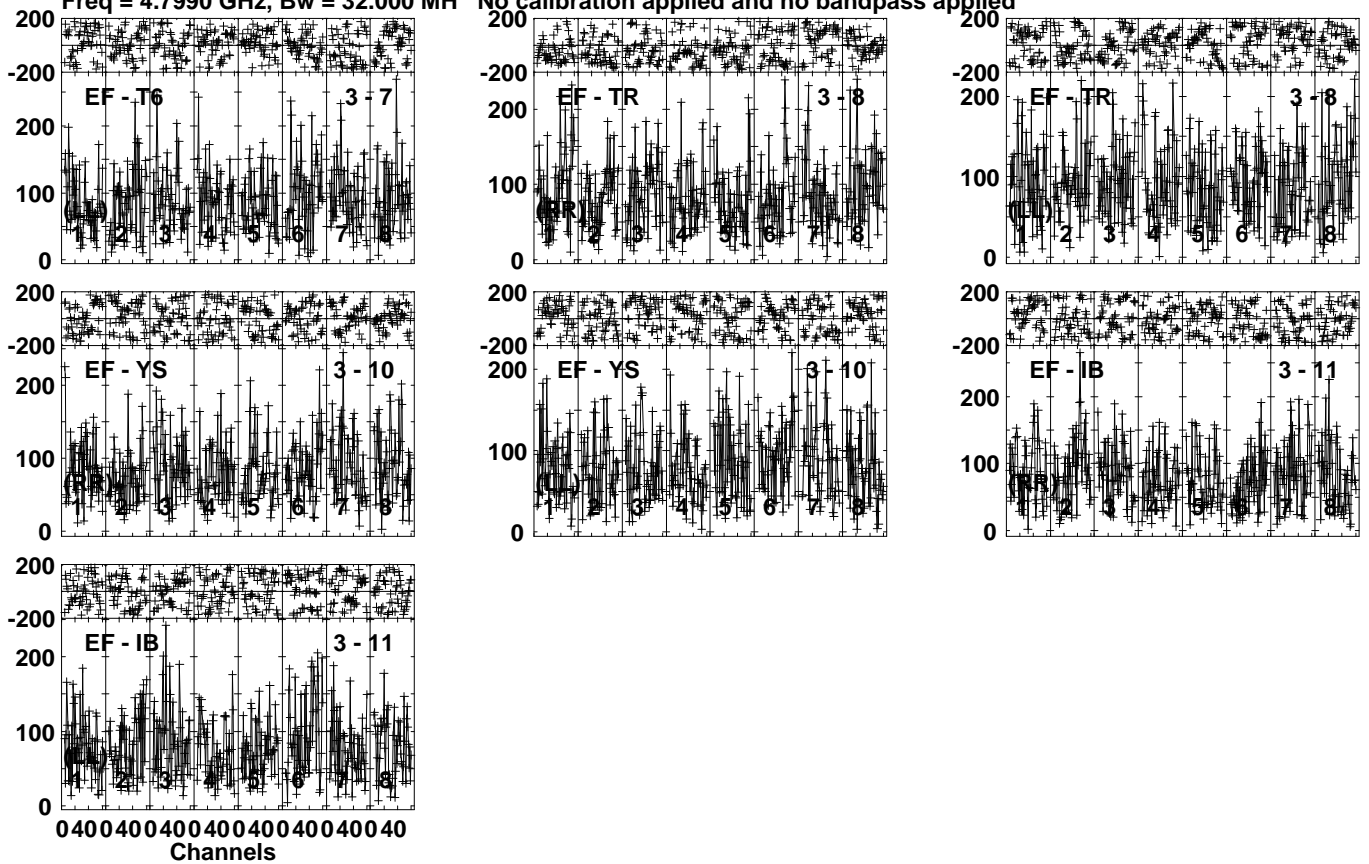 Freq = 4.7990 GHz, Bw = 32.000 MH No calibration applied and no bandpass applied
200 200
-200 -200 -200
EF - T6 3 - 7 EF - TR 3 - 8 EF - TR 3 - 8
200 200 200
100 100 100
(LL) (RR) (LL)
1 2 3 4 5 6 7 8 1 2 3 4 5 6 7 8 1 2 3 4 5 6 7 8
0 0 0
200 200 200
-200 -200 -200
EF - YS 3 - 10 EF - YS 3 - 10 EF - IB 3 - 11
200 200 200
100 100 100
(RR) (LL) (RR)
1 2 3 4 5 6 7 8 1 2 3 4 5 6 7 8 1 2 3 4 5 6 7 8
0 0 0
200
-200
EF - IB 3 - 11
200
100
(LL)
1 2 3 4 5 6 7 8
0
0 40 0 40 0 40 0 40 0 40 0 40 0 40 0 40
Channels